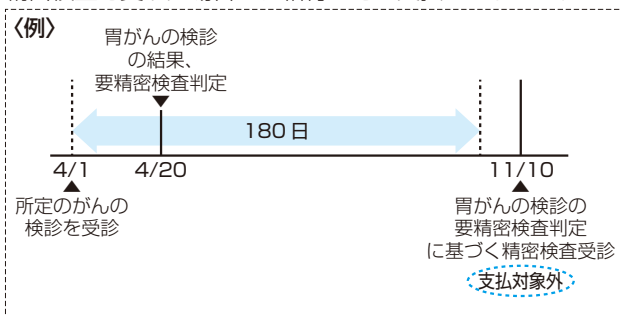 〈例〉
胃がんの検診
の結果、
要精密検査判定
180日
4/1
4/20
11/10
所定のがんの
検診を受診
胃がんの検診の
要精密検査判定
に基づく精密検査受診
支払対象外